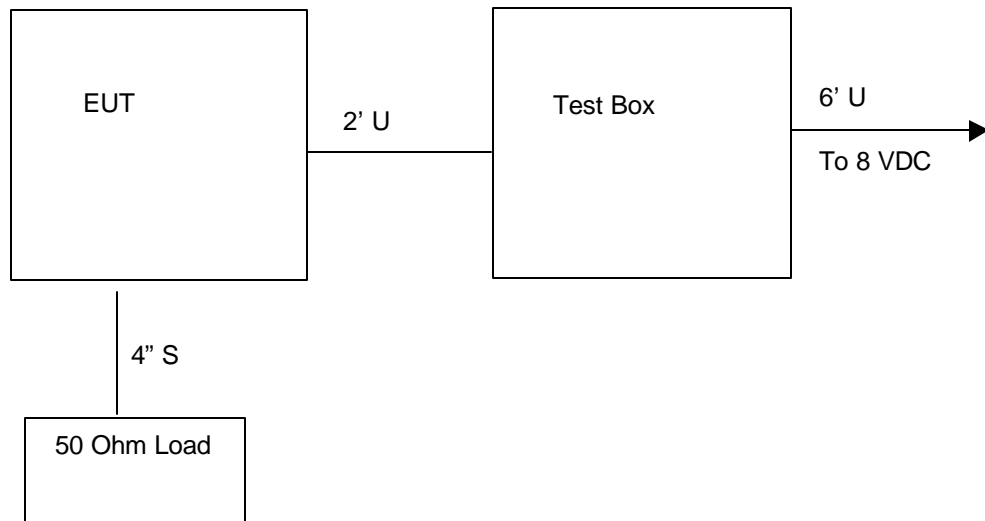 EUT
2’ U
Test Box
6’ U
To 8 VDC
4” S
50 Ohm Load